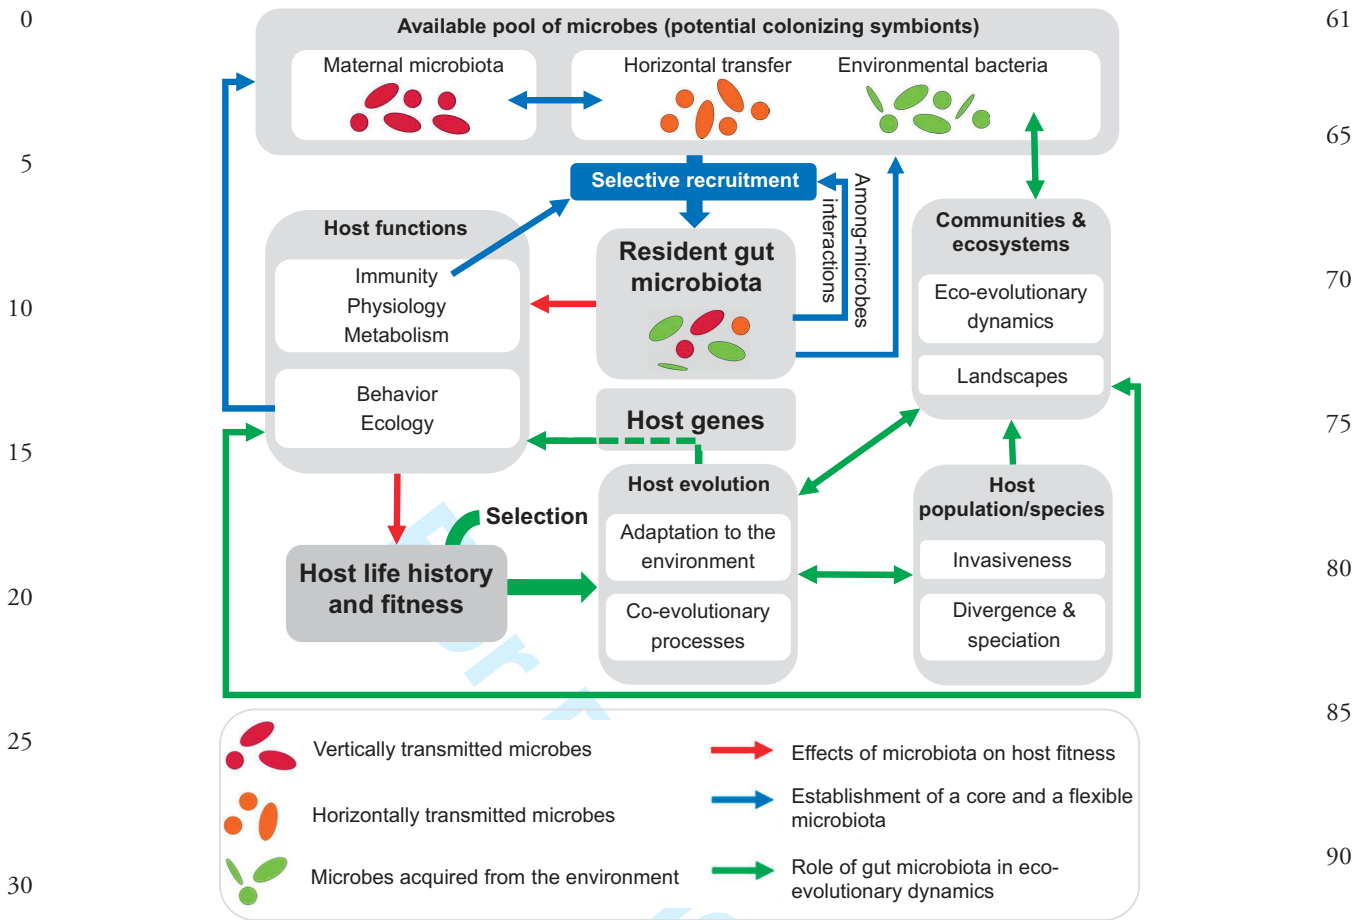 0
61
Available pool of microbes (potential colonizing symbionts)
Maternal microbiota
Horizontal transfer
Environmental bacteria
65
5
Selective recruitment
Among-microbes
interactions
Host functions
Immunity
Physiology
Metabolism
Behavior
Ecology
Resident gut
microbiota
Communities &
ecosystems
Eco-evolutionary
dynamics
Landscapes
70
10
Host genes
75
15
Host evolution
Adaptation to the
environment
Co-evolutionary
processes
Host
population/species
Invasiveness
Divergence &
speciation
Selection
Host life history
and fitness
80
20
85
25
Vertically transmitted microbes
Horizontally transmitted microbes
Microbes acquired from the environment
Effects of microbiota on host fitness
Establishment of a core and a flexible
microbiota
Role of gut microbiota in eco-
evolutionary dynamics
90
30